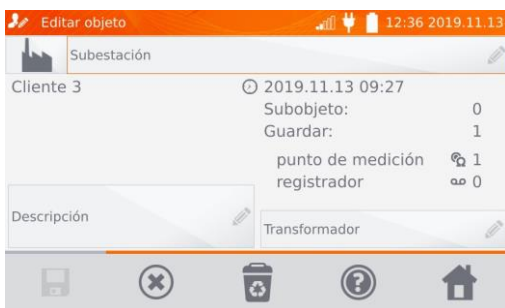 Editar objeto 12:36 2019.11.13
Subestación
Cliente 3 2019.11.13 09:27
Subobjeto: 0
Guardar: 1
punto de medición 1
registrador 0
Descripción
Transformador